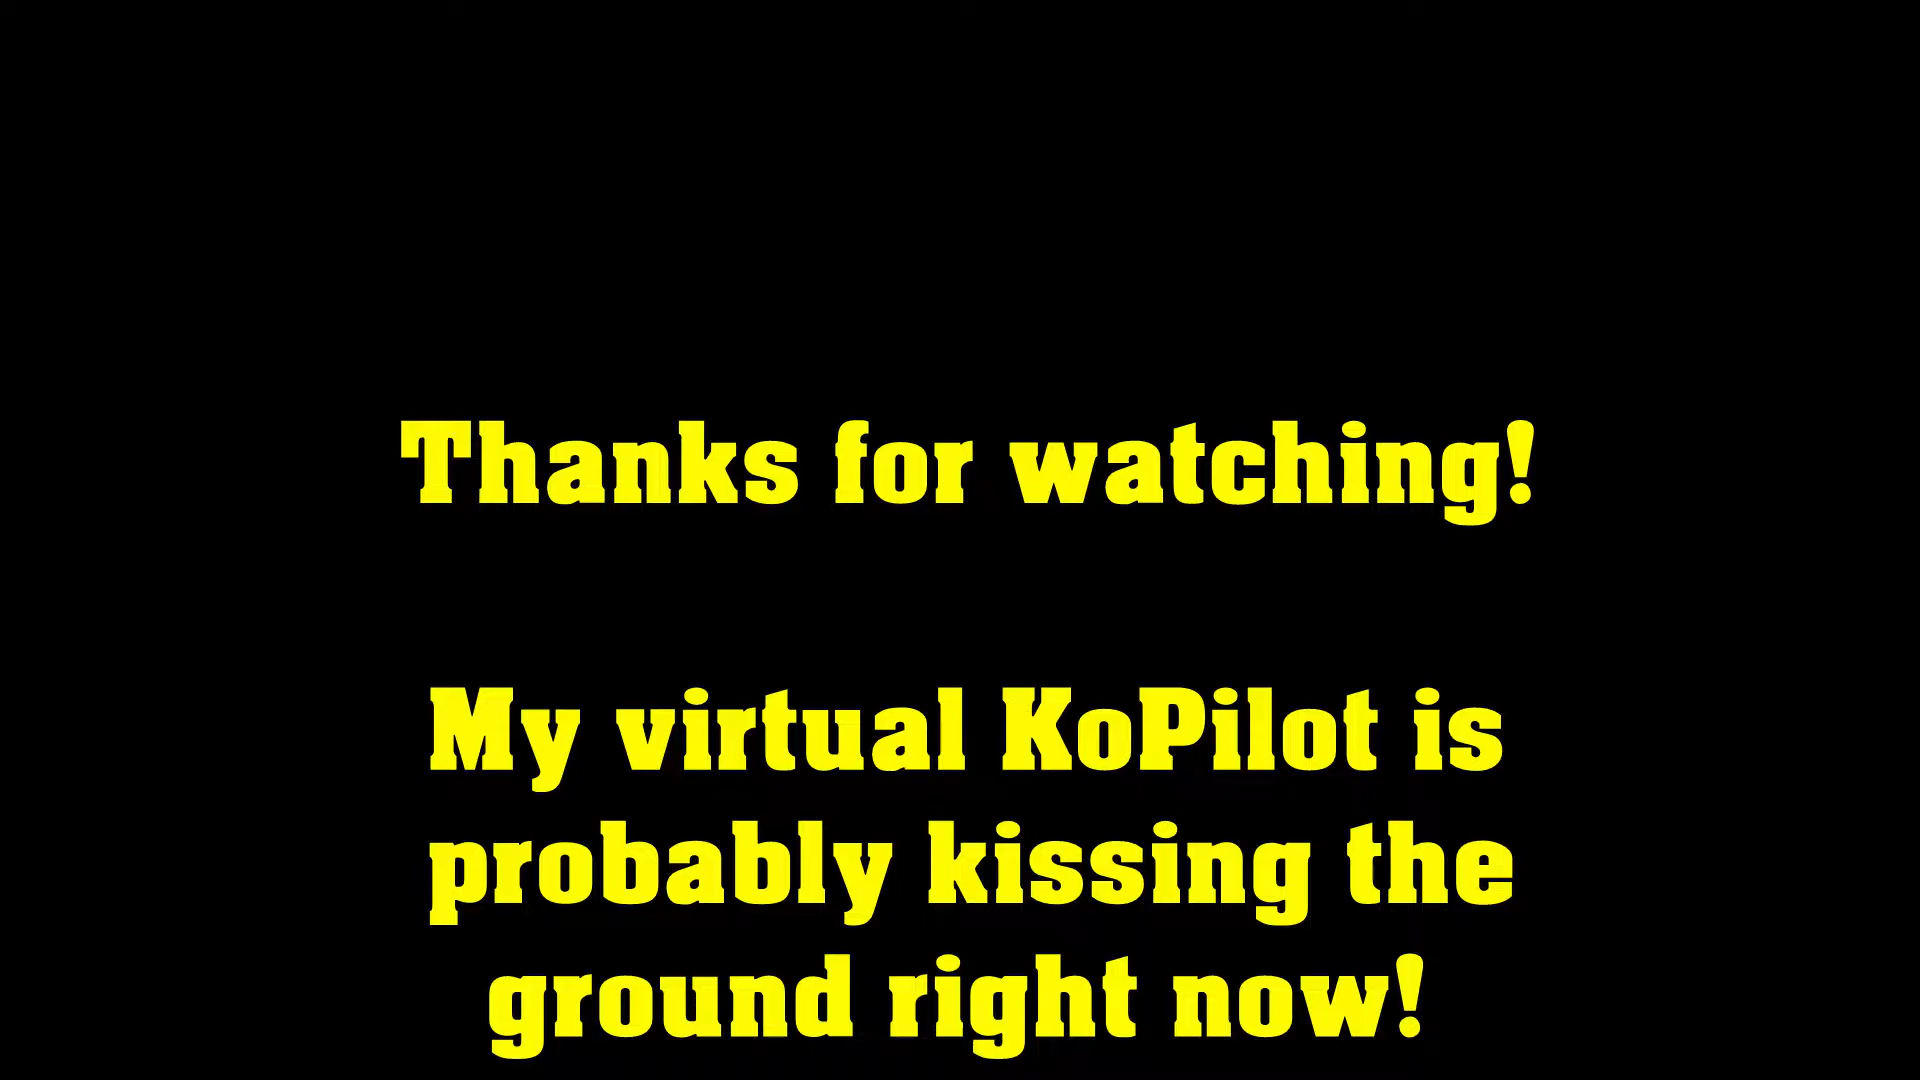 Thanks for watching!
My virtual KoPilot is
probably kissing the
ground right now!